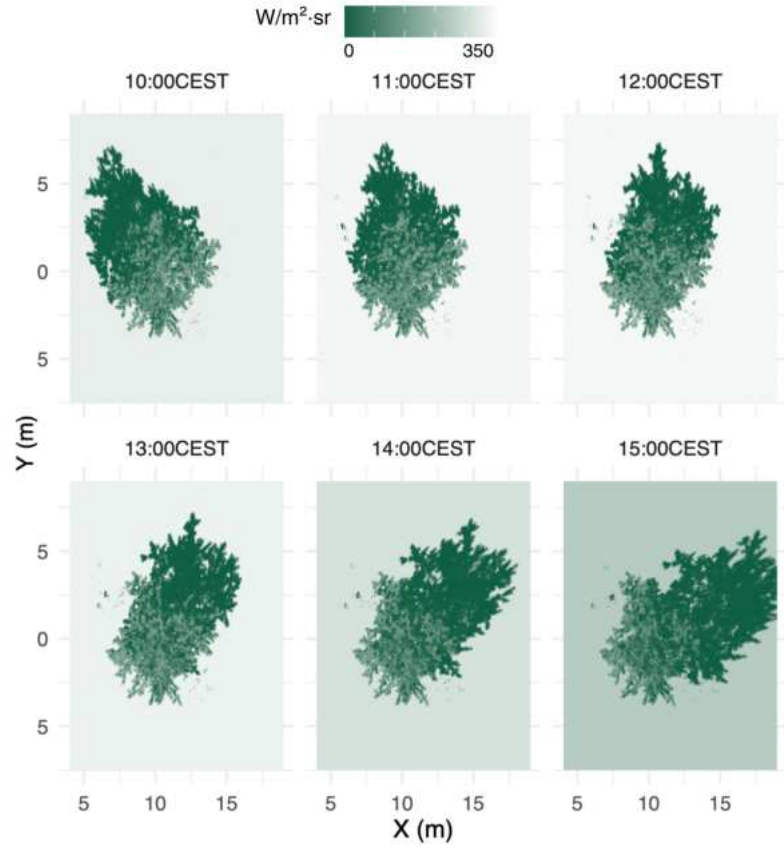 W/m²·sr
0 350
10:00CEST 11:00CEST 12:00CEST
5
0
5
Y (m)
13:00CEST 14:00CEST 15:00CEST
5
0
5
5 10 15 5 10 15 5 10 15
X (m)